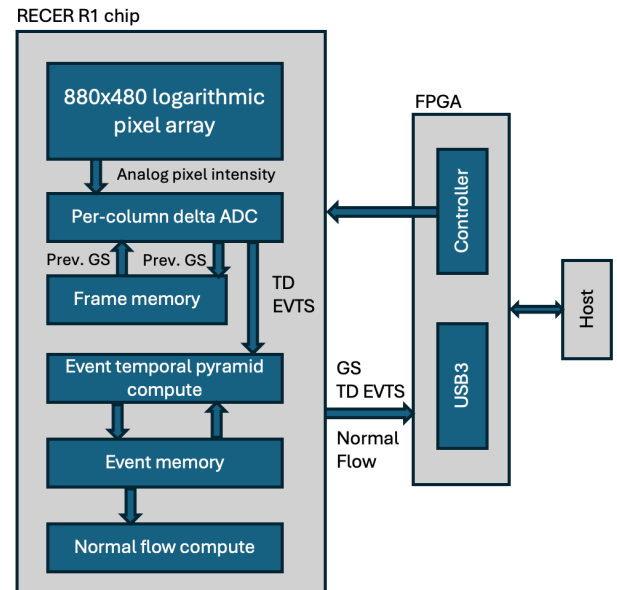 RECER R1 chip
880x480 logarithmic
pixel array
Analog pixel intensity
Per-column delta ADC
Prev. GS
Prev. GS
Frame memory
TD
EVTS
Event temporal pyramid
compute
Event memory
Normal flow compute
GS
TD EVTS
Normal
Flow
FPGA
Controller
USB3
Host